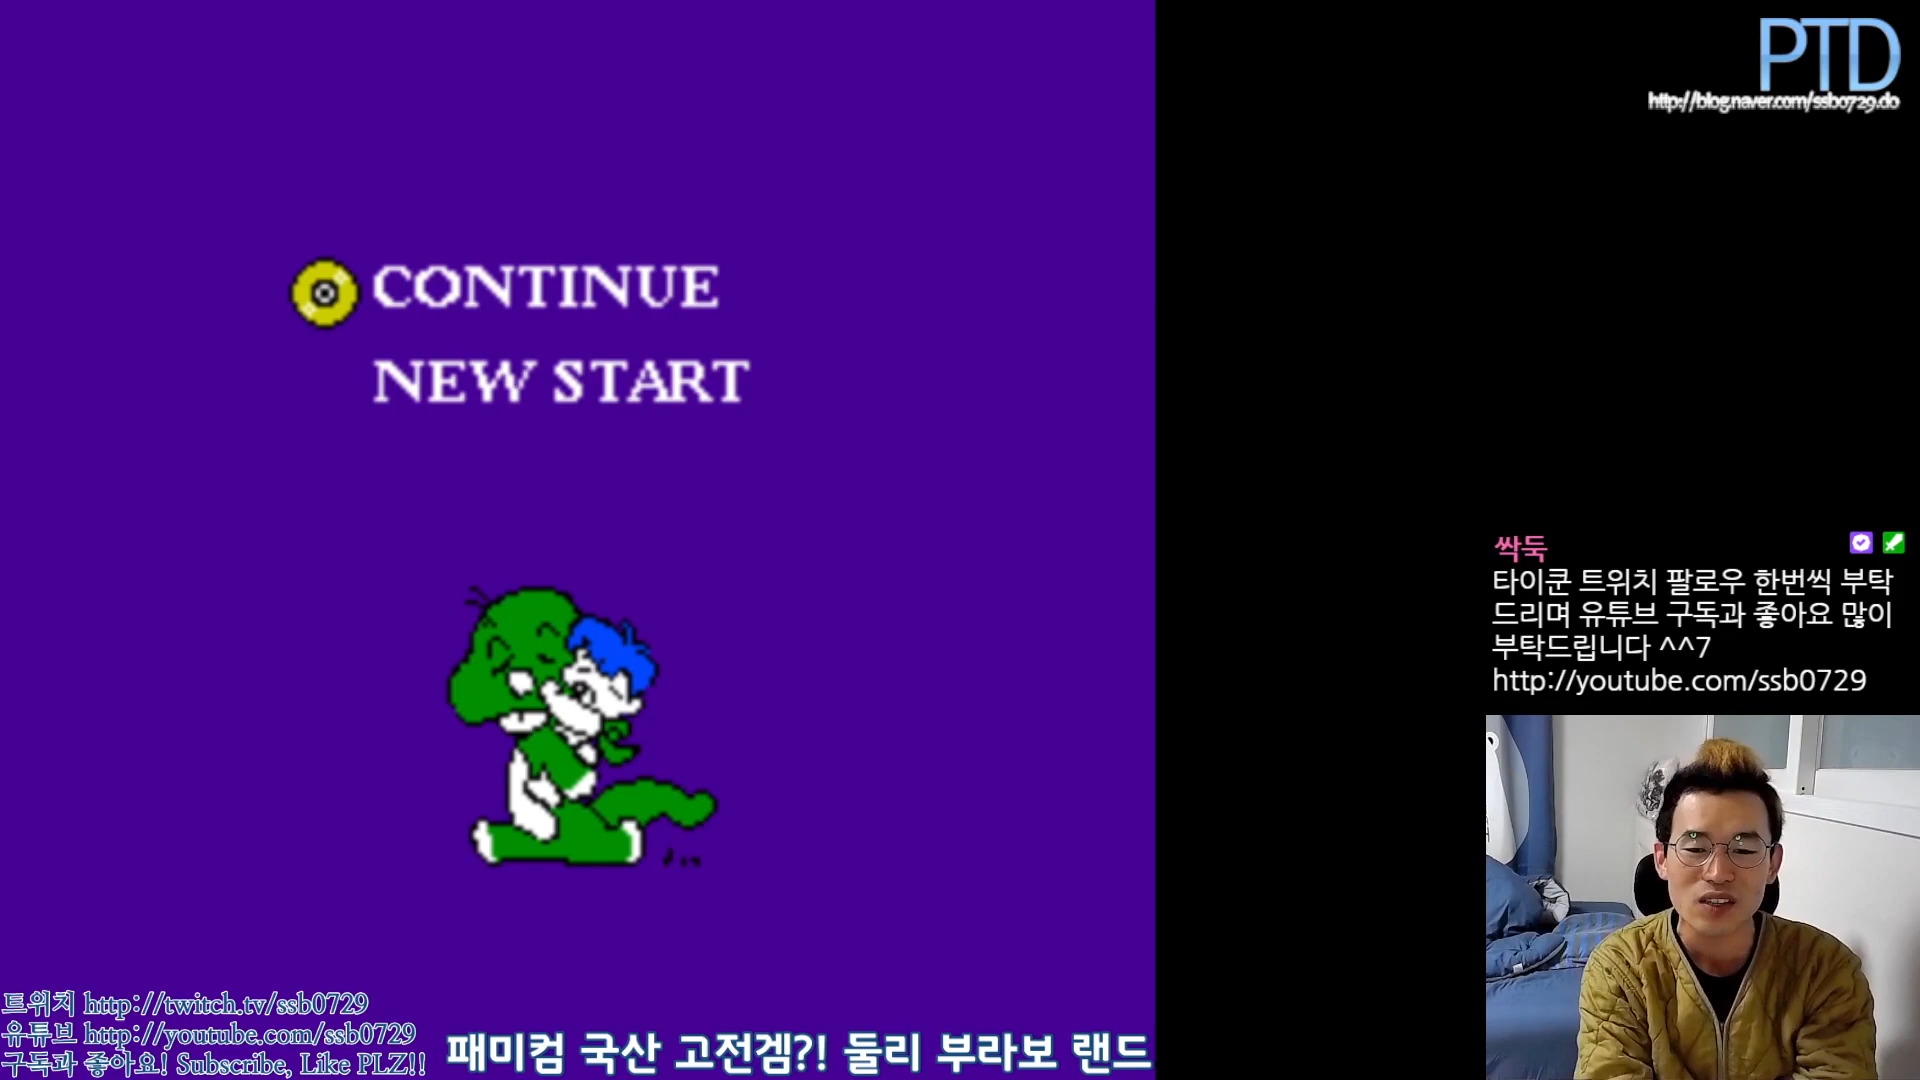 PTD
http://blog.naver.com/ssb0729.do
CONTINUE
NEW START
싹둑
타이쿤 트위치 팔로우 한번씩 부탁
드리며 유튜브 구독과 좋아요 많이
부탁드립니다 ^^7
http://youtube.com/ssb0729
트위치 http://twitch.tv/ssb0729
유튜브 http://youtube.com/ssb0729
구독과 좋아요! Subscribe, Like PLZ!!
패미컴 국산 고전겜?! 둘리 부라보 랜드